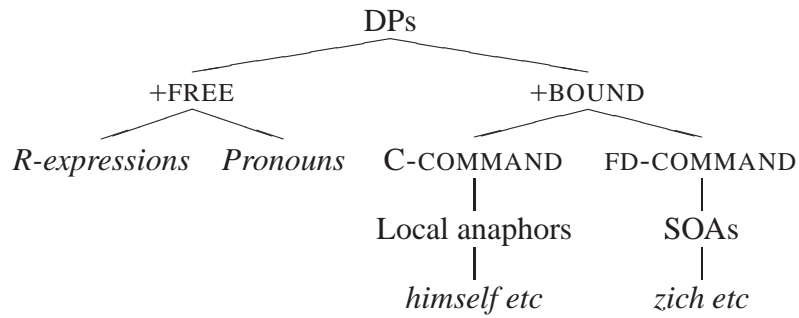 DPs
+FREE +BOUND
R-expressions Pronouns C-COMMAND FD-COMMAND
Local anaphors SOAs
himself etc zich etc